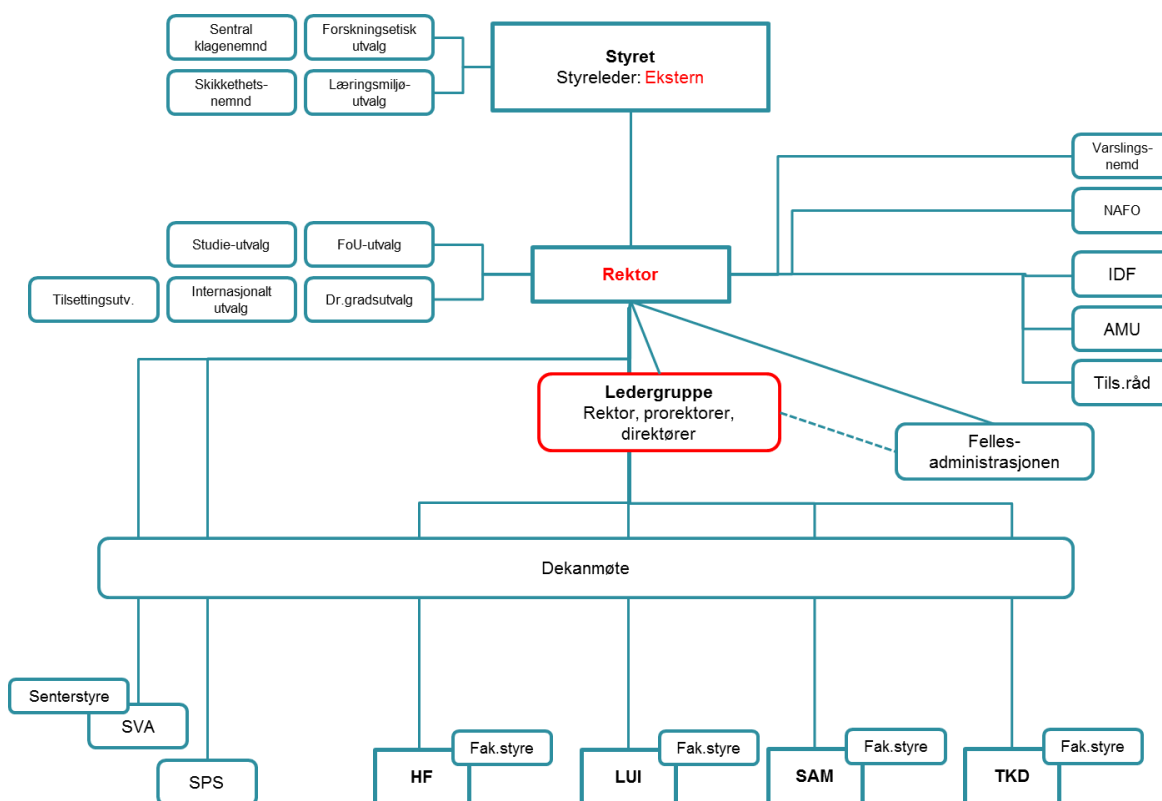 Sentral
klagenemnd
Forskningsetisk
utvalg
Skikkethets-
nemnd
Læringsmiljø-
utvalg
Styret
Styreleder: Ekstern
Varslings-
nemd
NAFO
IDF
AMU
Tils.råd
Studie-utvalg
FoU-utvalg
Tilsettingsutv.
Internasjonalt
utvalg
Dr.gradsutvalg
Rektor
Ledergruppe
Rektor, prorektorer,
direktører
Felles-
administrasjonen
Dekanmøte
Senterstyre
SVA
SPS
HF
Fak.styre
LUI
Fak.styre
SAM
Fak.styre
TKD
Fak.styre